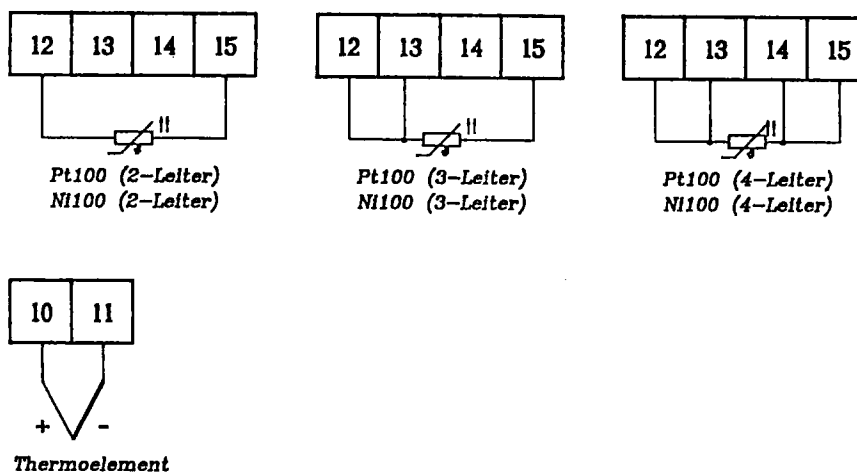 12 13 14 15
12 13 14 15
12 13 14 15
Pt100 (2-Leiter)
Ni100 (2-Leiter)
Pt100 (3-Leiter)
Ni100 (3-Leiter)
Pt100 (4-Leiter)
Ni100 (4-Leiter)
10 11
+ -
Thermoelement